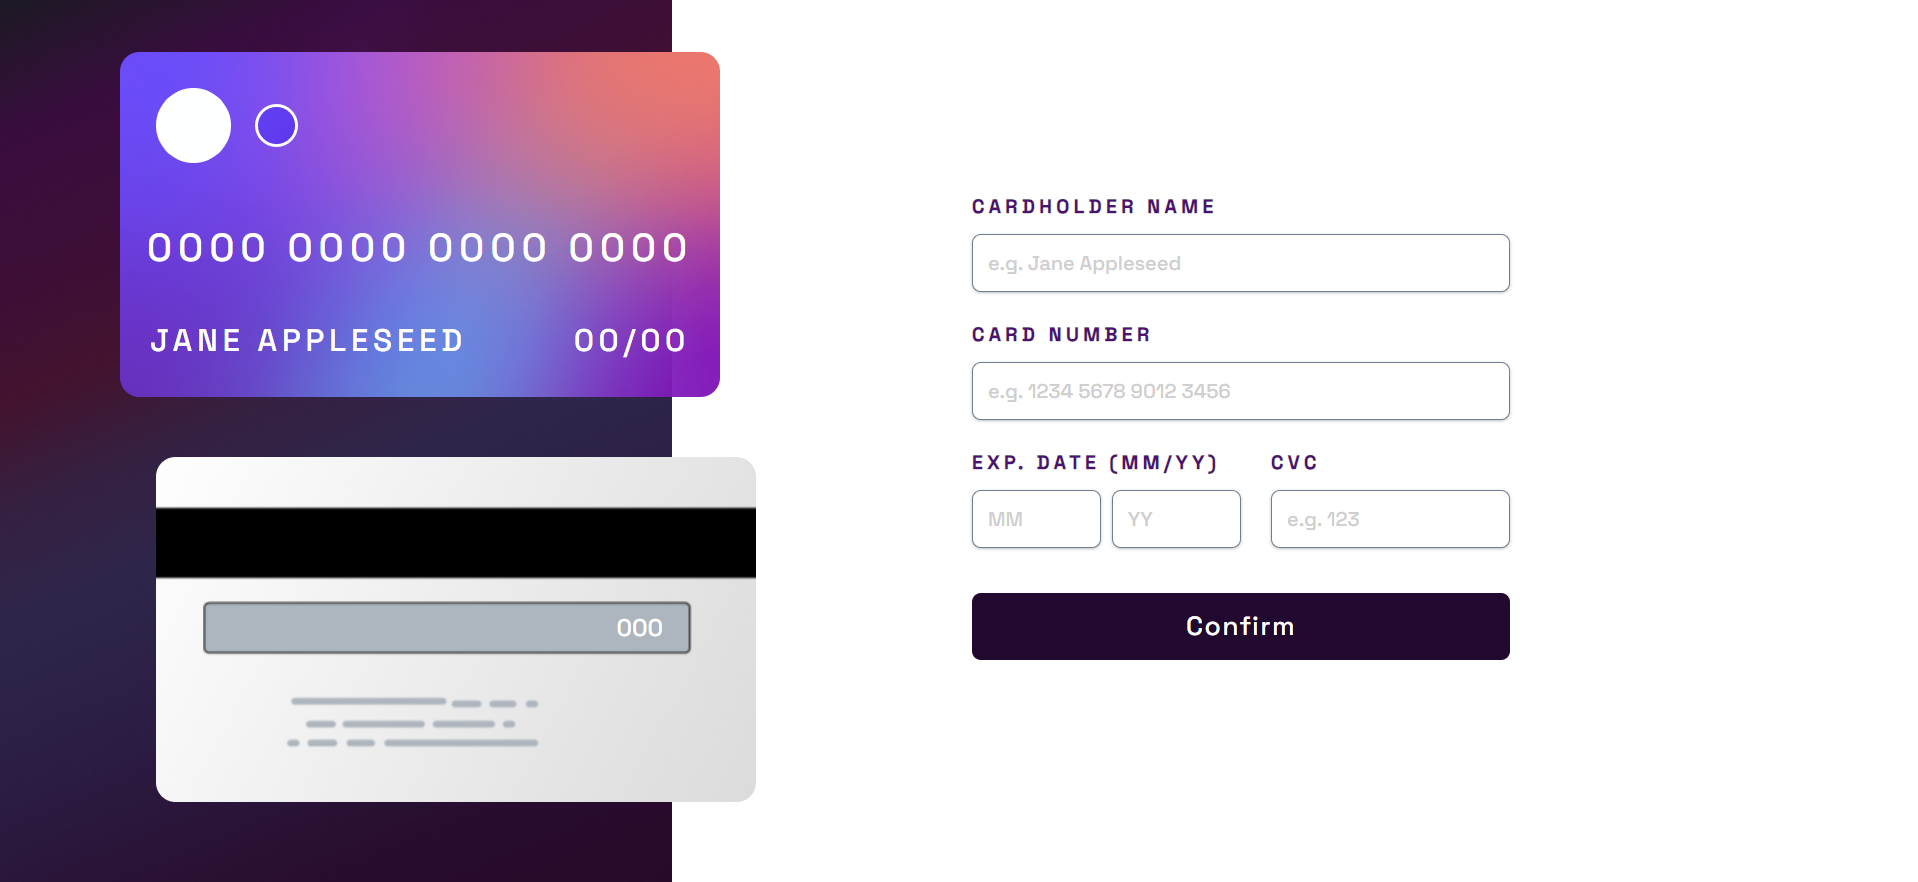 0000 0000 0000 0000
JANE APPLESEED 00/00
000
CARDHOLDER NAME
e.g. Jane Appleseed
CARD NUMBER
e.g. 1234 5678 9012 3456
EXP. DATE (MM/YY) CVC
MM YY e.g. 123
Confirm